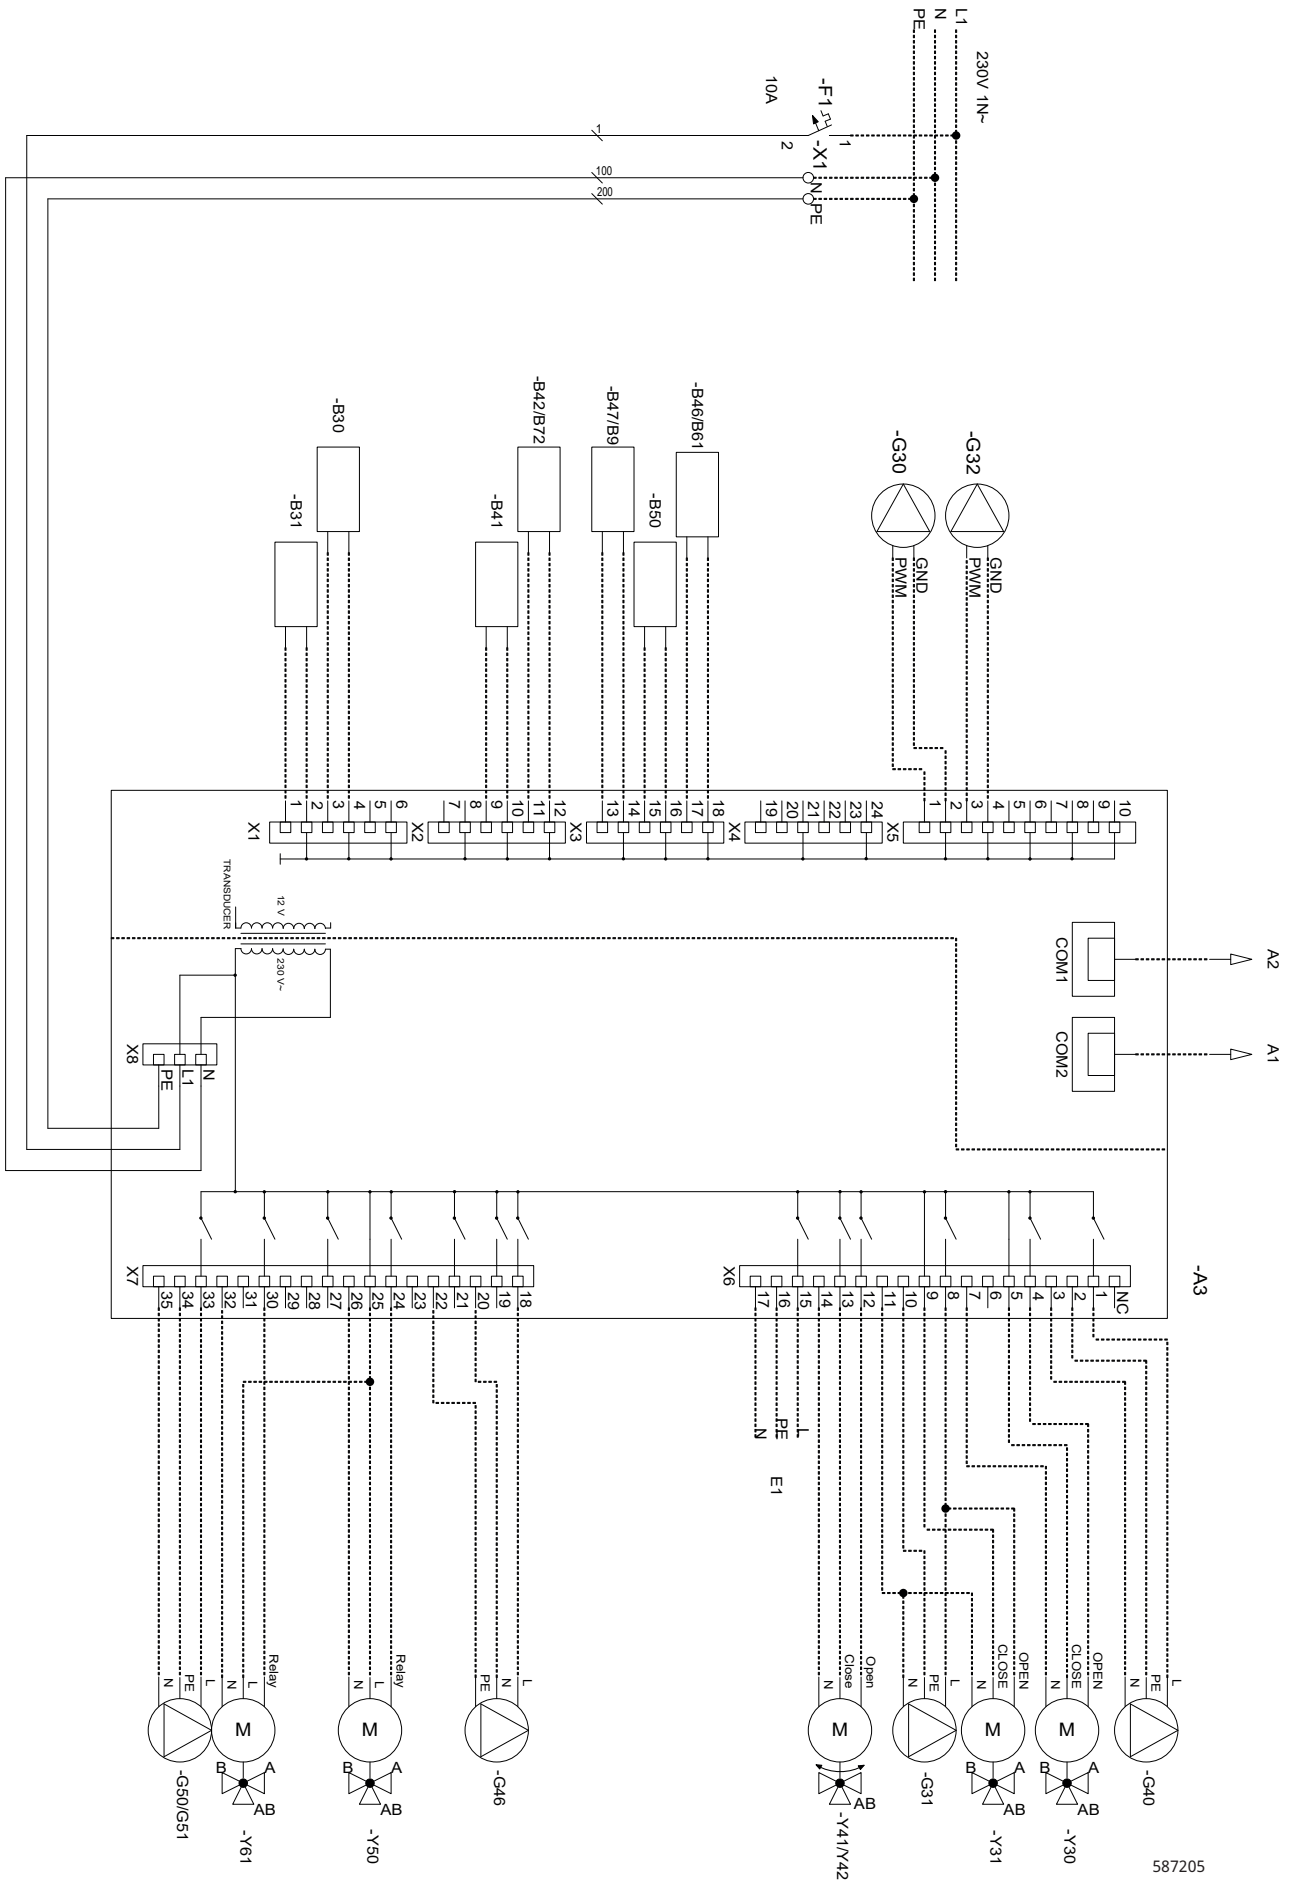 L1
N
PE
230V 1N~
-F1
10A
1
2
-X1
N
PE
1
100
200
-B30
-B31
-B42/B72
-B41
-B47/B9
-B50
-B46/B61
-G30
-G32
PWM
GND
PWM
GND
1 2 3 4 5 6
X1
7 8 9 10 11 12
X2
13 14 15 16 17 18
X3
19 20 21 22 23 24
X4
1 2 3 4 5 6 7 8 9 10
X5
TRANSDUCER
12 V
230 V~
COM1
COM2
A2
A1
X8
PE
L1
N
-A3
X7
35 34 33 32 31 30 29 28 27 26 25 24 23 22 21 20 19 18
X6
17 16 15 14 13 12 11 10 9 8 7 6 5 4 3 2 1 NC
N
PE
L
E1
N
PE
L
-G50/G51
N
L
Relay
M
B
A
AB
-Y61
N
L
Relay
M
B
A
AB
-Y50
PE
N
L
-G46
N
Close
Open
M
AB
-Y41/Y42
N
PE
L
-G31
N
CLOSE
OPEN
M
B
A
AB
-Y31
N
CLOSE
OPEN
M
B
A
AB
-Y30
N
PE
L
-G40
587205